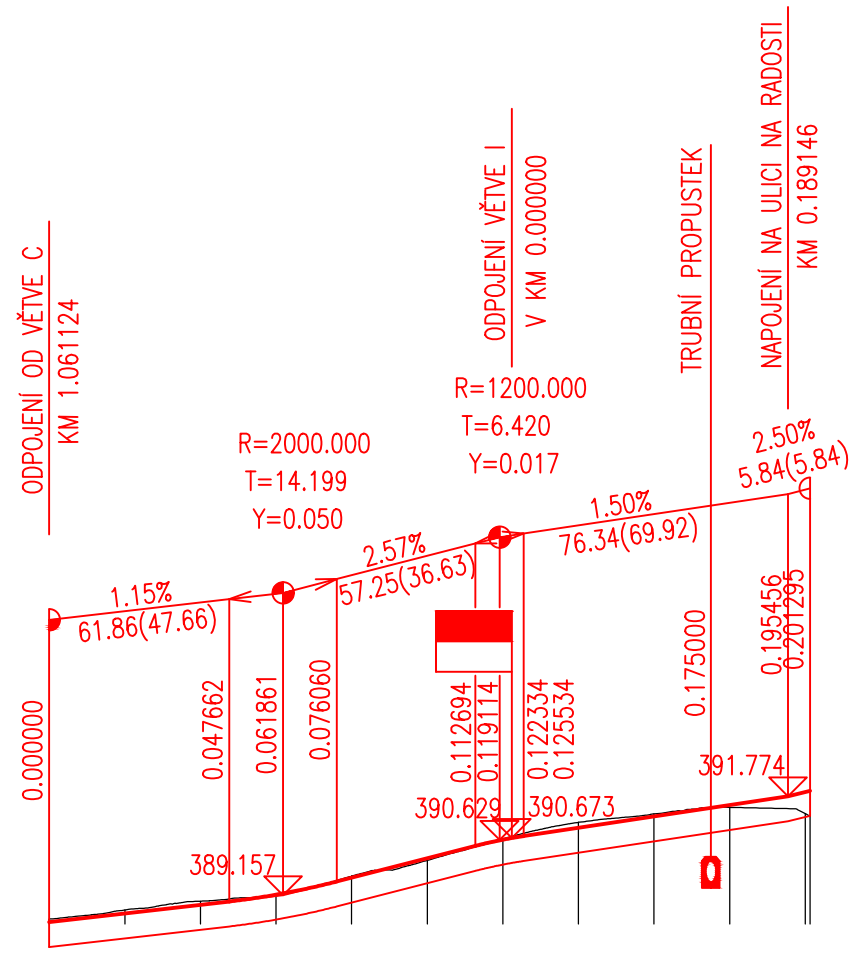 ODPOJENÍ OD VĚTVE C
KM 1.061124
ODPOJENÍ VĚTVE I
V KM 0.000000
TRUBNÍ PROPUSTEK
NAPOJENÍ NA ULICI NA RADOSTI
KM 0.189146
R=2000.000
T=14.199
Y=0.050
R=1200.000
T=6.420
Y=0.017
1.15%
61.86(47.66)
2.57%
57.25(36.63)
1.50%
76.34(69.92)
2.50%
5.84(5.84)
0.000000
0.047662
0.061861
0.076060
0.112694
0.119114
0.122334
0.125534
0.175000
0.195456
0.201295
389.157
390.629
390.673
391.774